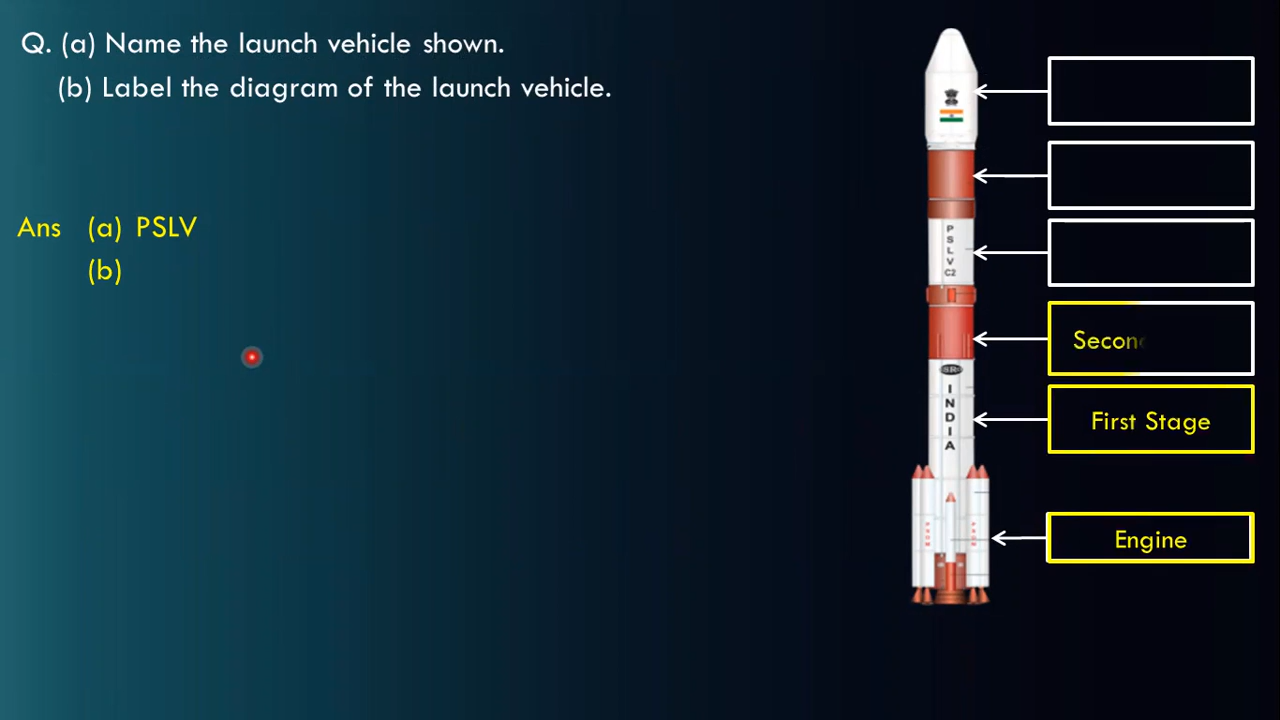 Q. (a) Name the launch vehicle shown.
(b) Label the diagram of the launch vehicle.
Ans (a) PSLV
(b)
PSLV
C2
Secon
INDIA
First Stage
PSOM
Engine